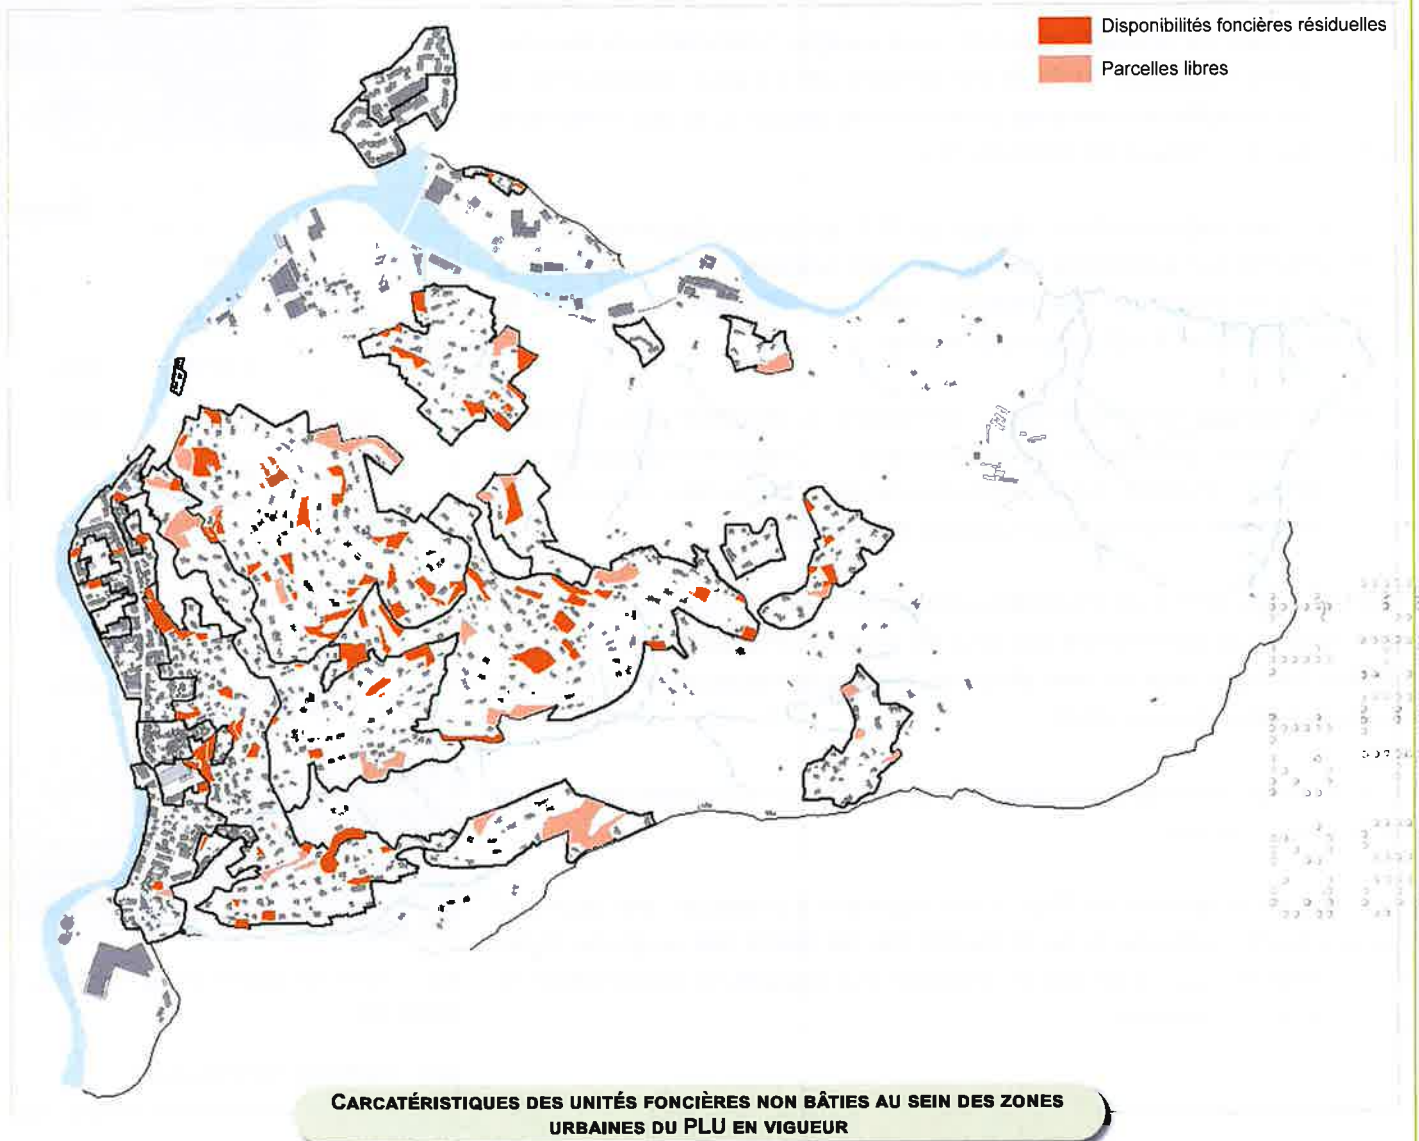 Disponibilités foncières résiduelles
Parcelles libres
CARCATÉRISTIQUES DES UNITÉS FONCIÈRES NON BÂTIES AU SEIN DES ZONES
URBAINES DU PLU EN VIGUEUR